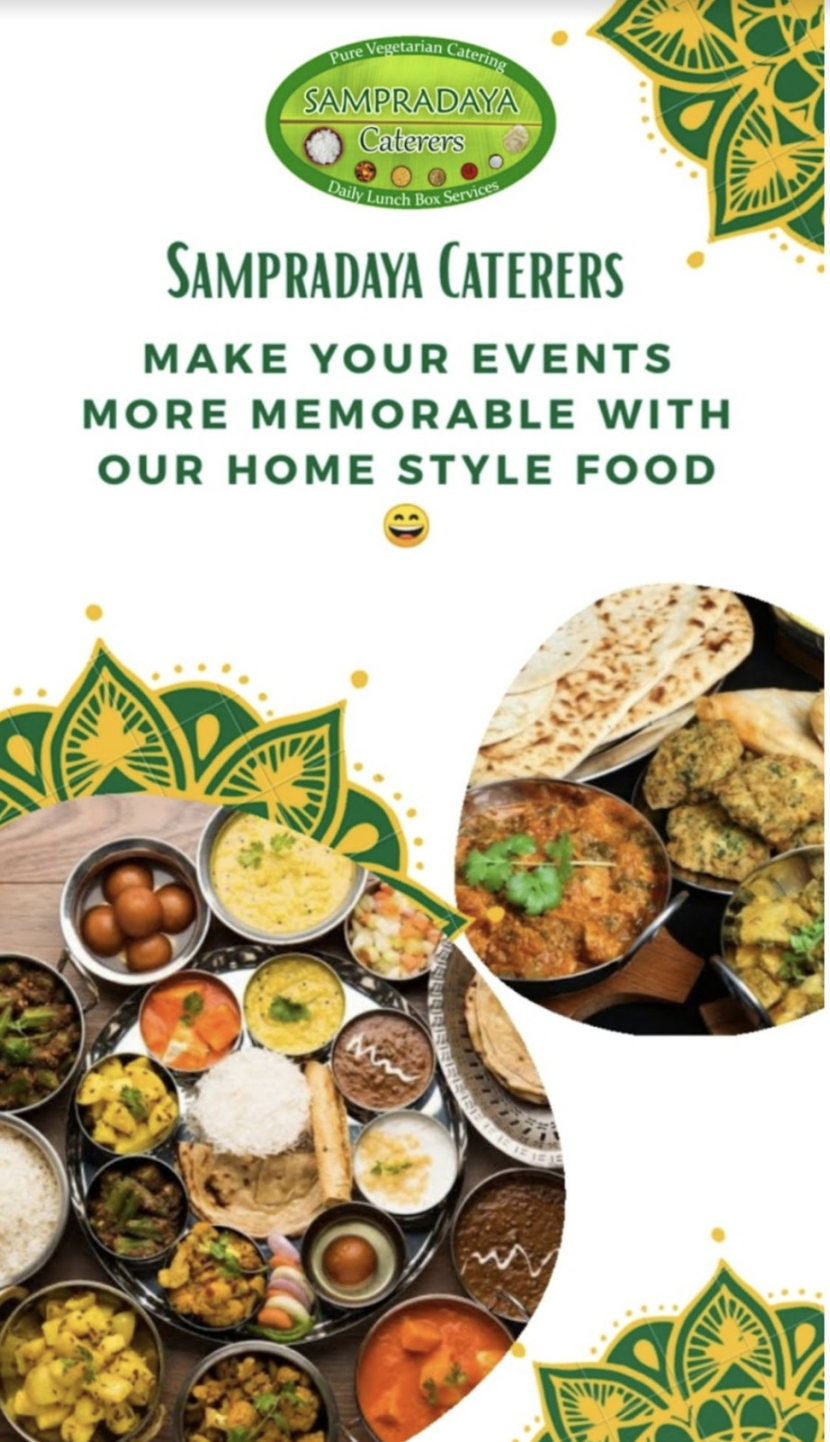 Pure Vegetarian Catering
SAMPRADAYA
Caterers
Daily Lunch Box Services
SAMPRADAYA CATERERS
MAKE YOUR EVENTS
MORE MEMORABLE WITH
OUR HOME STYLE FOOD
😄